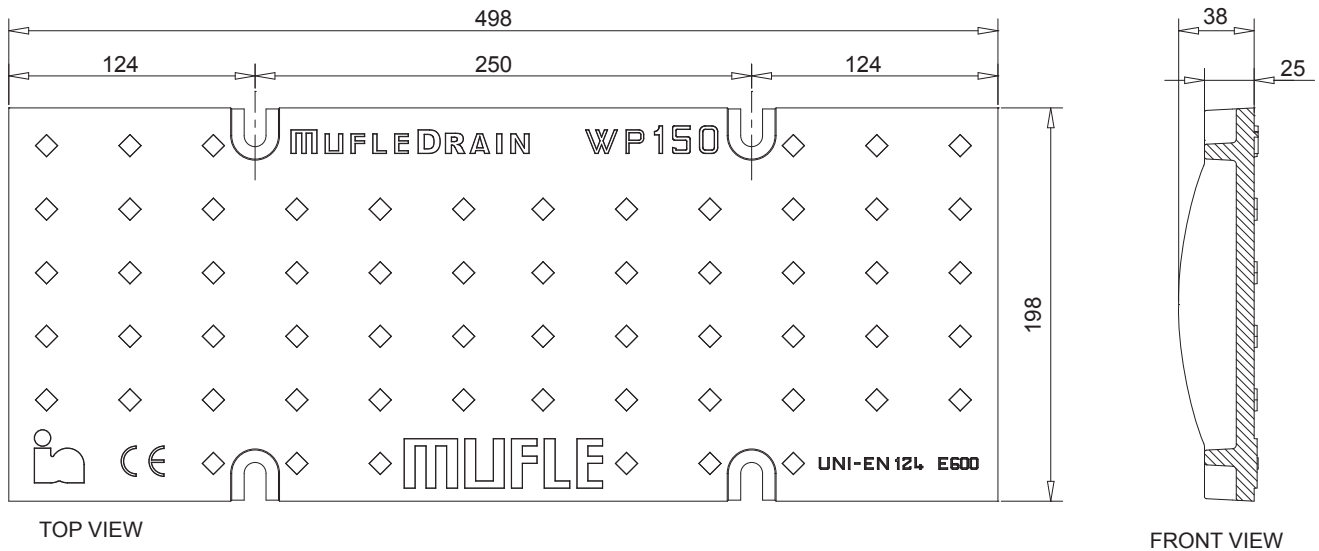 498
38
124 250 124
25
MUFLEDRAIN WP150
198
CE MUFLE UNI-EN 124 E600
TOP VIEW
FRONT VIEW